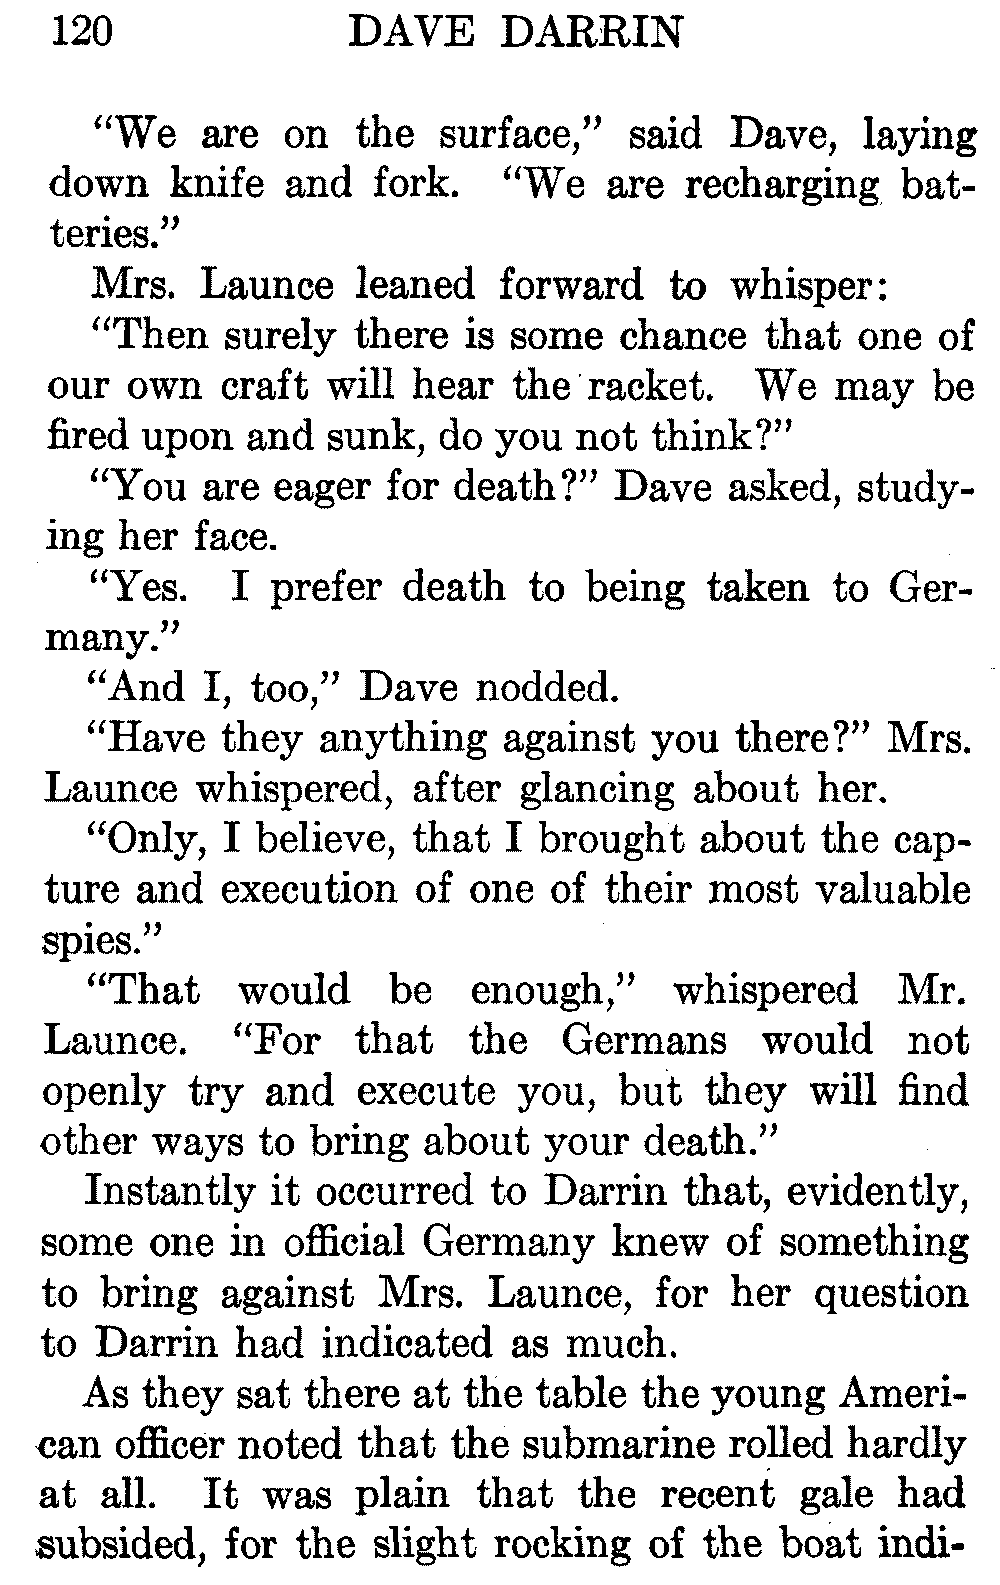 120 DAVE DARRIN
“We are on the surface,” said Dave, laying
down knife and fork. “We are recharging bat-
teries.”
Mrs. Launce leaned forward to whisper:
“Then surely there is some chance that one of
our own craft will hear the racket. We may be
fired upon and sunk, do you not think?”
“You are eager for death?” Dave asked, study-
ing her face.
“Yes. I prefer death to being taken to Ger-
many.”
“And I, too,” Dave nodded.
“Have they anything against you there?” Mrs.
Launce whispered, after glancing about her.
“Only, I believe, that I brought about the cap-
ture and execution of one of their most valuable
spies.”
“That would be enough,” whispered Mr.
Launce. “For that the Germans would not
openly try and execute you, but they will find
other ways to bring about your death.”
Instantly it occurred to Darrin that, evidently,
some one in official Germany knew of something
to bring against Mrs. Launce, for her question
to Darrin had indicated as much.
As they sat there at the table the young Ameri-
can officer noted that the submarine rolled hardly
at all. It was plain that the recent gale had
subsided, for the slight rocking of the boat indi-